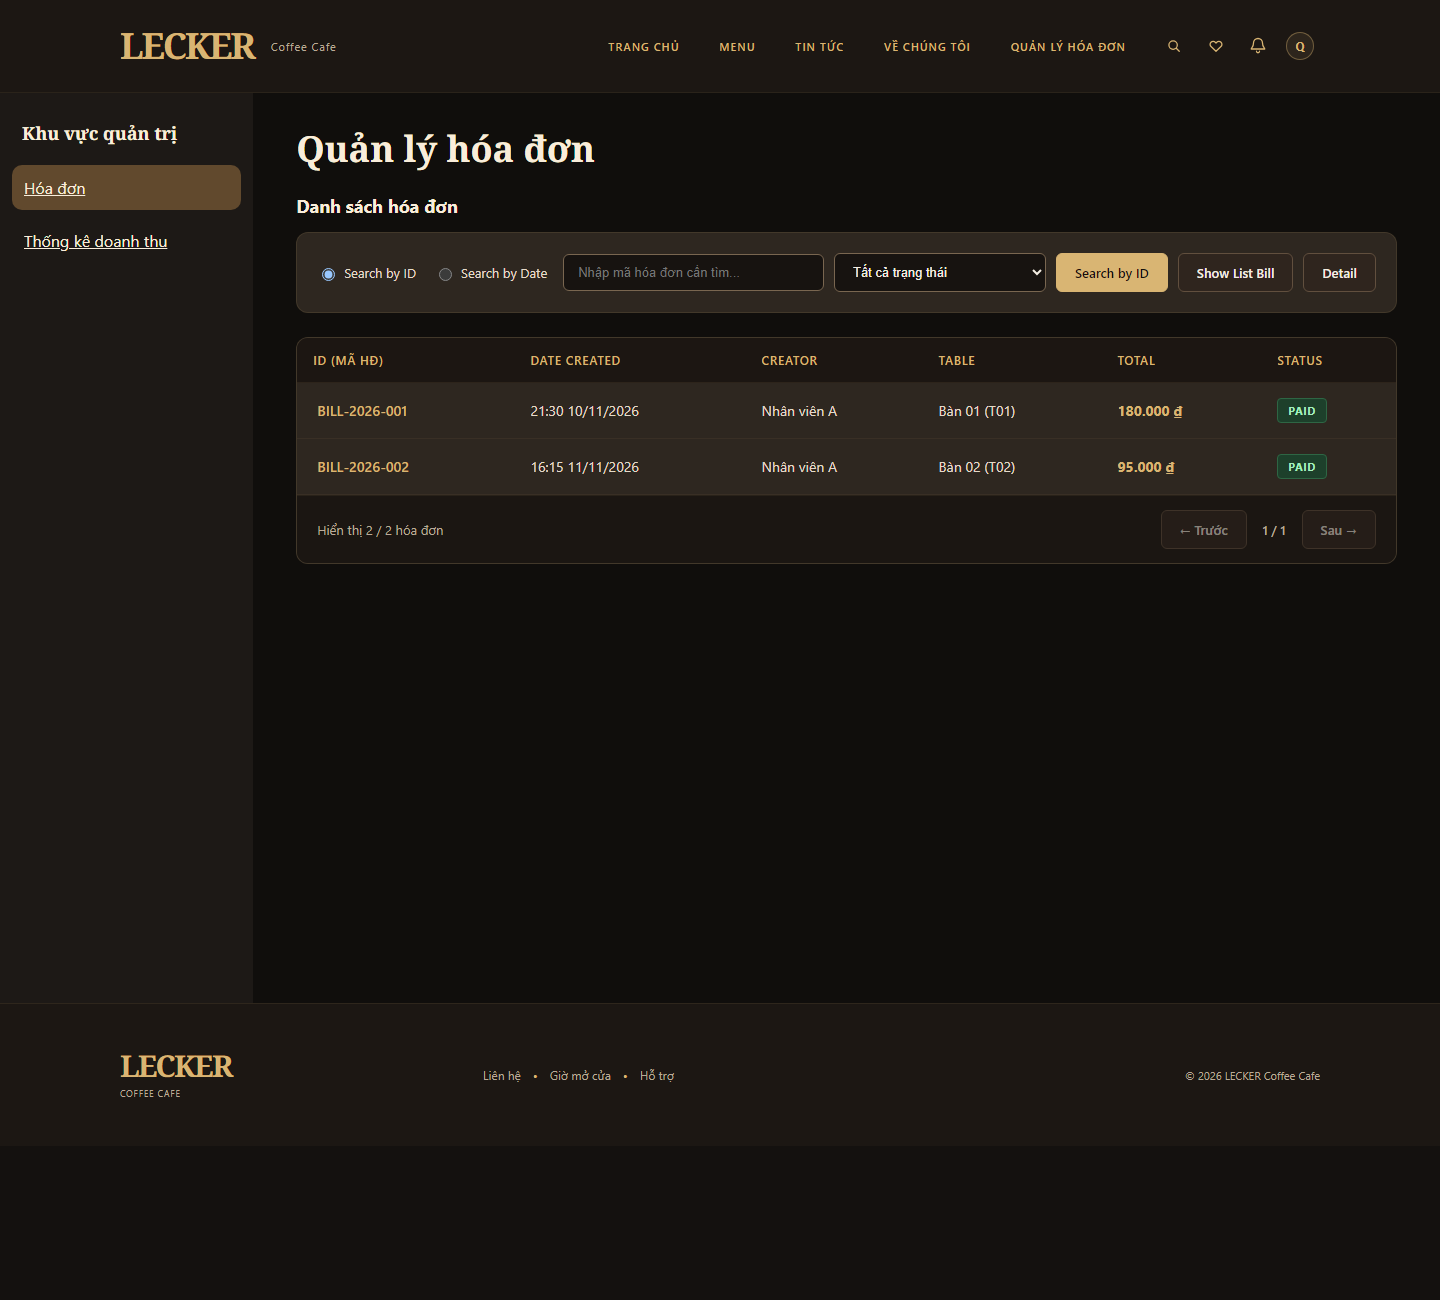 LECKER Coffee Cafe TRANG CHỦ MENU TIN TỨC VỀ CHÚNG TÔI QUẢN LÝ HÓA ĐƠN Q
Khu vực quản trị
Hóa đơn
Thống kê doanh thu
Quản lý hóa đơn
Danh sách hóa đơn
Search by ID Search by Date Nhập mã hóa đơn cần tìm... Tất cả trạng thái Search by ID Show List Bill Detail
ID (MÃ HĐ) DATE CREATED CREATOR TABLE TOTAL STATUS
BILL-2026-001 21:30 10/11/2026 Nhân viên A Bàn 01 (T01) 180.000 ₫ PAID
BILL-2026-002 16:15 11/11/2026 Nhân viên A Bàn 02 (T02) 95.000 ₫ PAID
Hiển thị 2 / 2 hóa đơn ← Trước 1 / 1 Sau →
LECKER
COFFEE CAFE
Liên hệ • Giờ mở cửa • Hỗ trợ
© 2026 LECKER Coffee Cafe